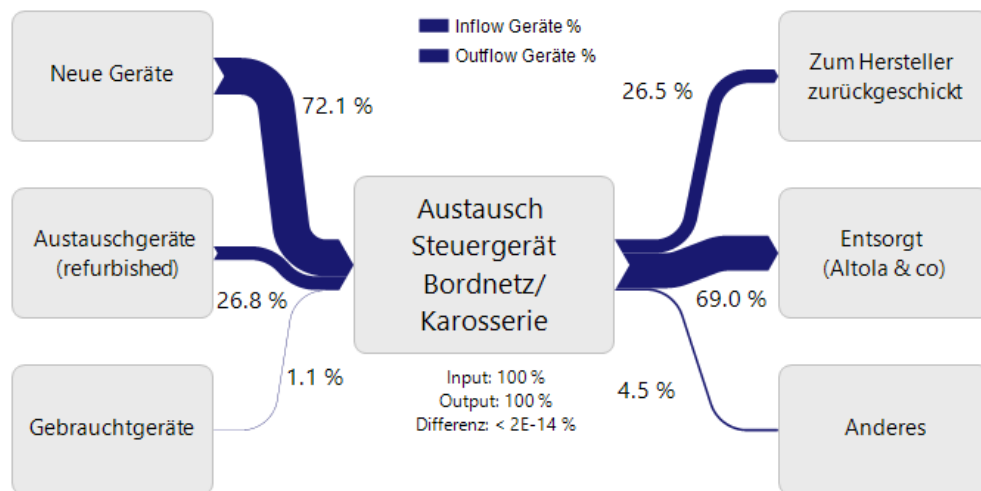 Inflow Geräte %
Outflow Geräte %
Neue Geräte
72.1 %
Austauschgeräte
(refurbished)
26.8 %
Gebrauchtgeräte
1.1 %
Austausch
Steuergerät
Bordnetz/
Karosserie
Input: 100 %
Output: 100 %
Differenz: < 2E-14 %
26.5 %
Zum Hersteller
zurückgeschickt
69.0 %
Entsorgt
(Altola & co)
4.5 %
Anderes